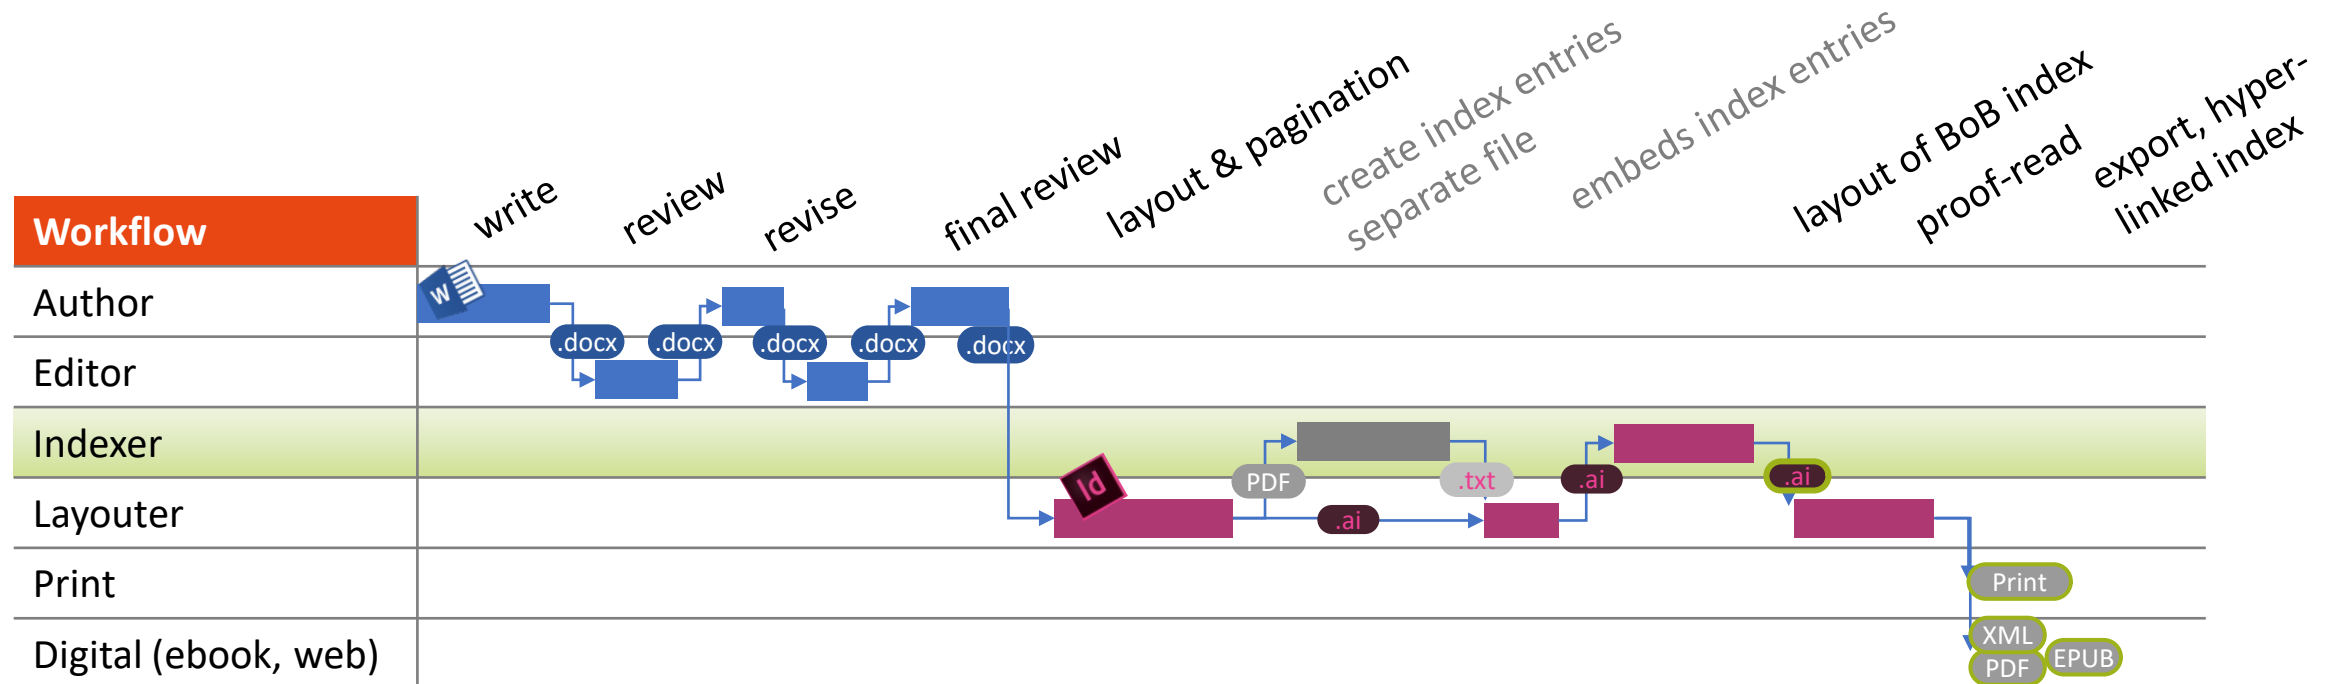 write
review
revise
final review
layout & pagination
create index entries
separate file
embeds index entries
layout of BoB index
proof-read
export, hyper-
linked index
Workflow
Author
W
.docx
.docx
.docx
.docx
.docx
Editor
Indexer
PDF
.txt
.ai
.ai
Layouter
Id
.ai
Print
Print
Digital (ebook, web)
XML
PDF
EPUB